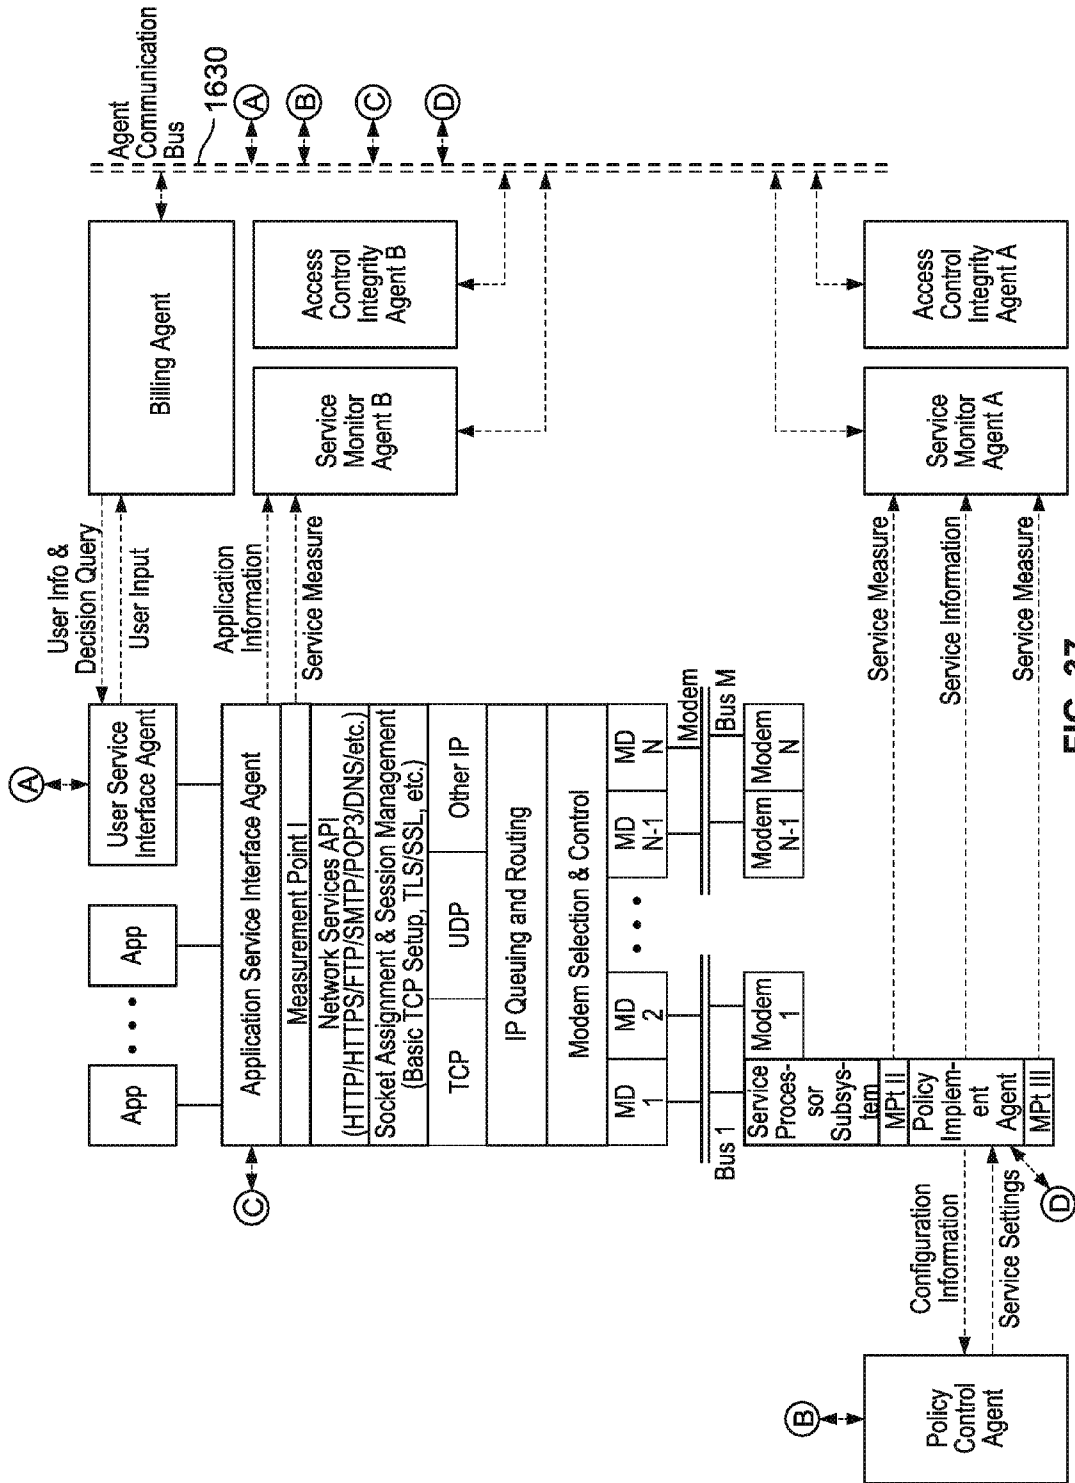 Agent
Communication
Bus
1630
A
B
C
D
Billing Agent
User Info &
Decision Query
User Input
A
User Service
Interface Agent
App
• • •
App
Access
Control
Integrity
Agent B
Service
Monitor
Agent B
Application
Information
Service Measure
C
Application Service Interface Agent
Measurement Point I
Network Services API
(HTTP/HTTPS/FTP/SMTP/POP3/DNS/etc.)
Socket Assignment & Session Management
(Basic TCP Setup, TLS/SSL, etc.)
TCP
UDP
Other IP
IP Queuing and Routing
Modem Selection & Control
MD
1
MD
2
• • •
MD
N-1
MD
N
Bus 1
Modem
Bus M
Service
Proces-
sor
Subsys-
tem
Modem
1
Modem
N-1
Modem
N
MPt II
Policy
Implem-
ent
Agent
MPt III
D
Service Measure
Service Information
Service Measure
Access
Control
Integrity
Agent A
Service
Monitor
Agent A
Configuration
Information
Service Settings
B
Policy
Control
Agent